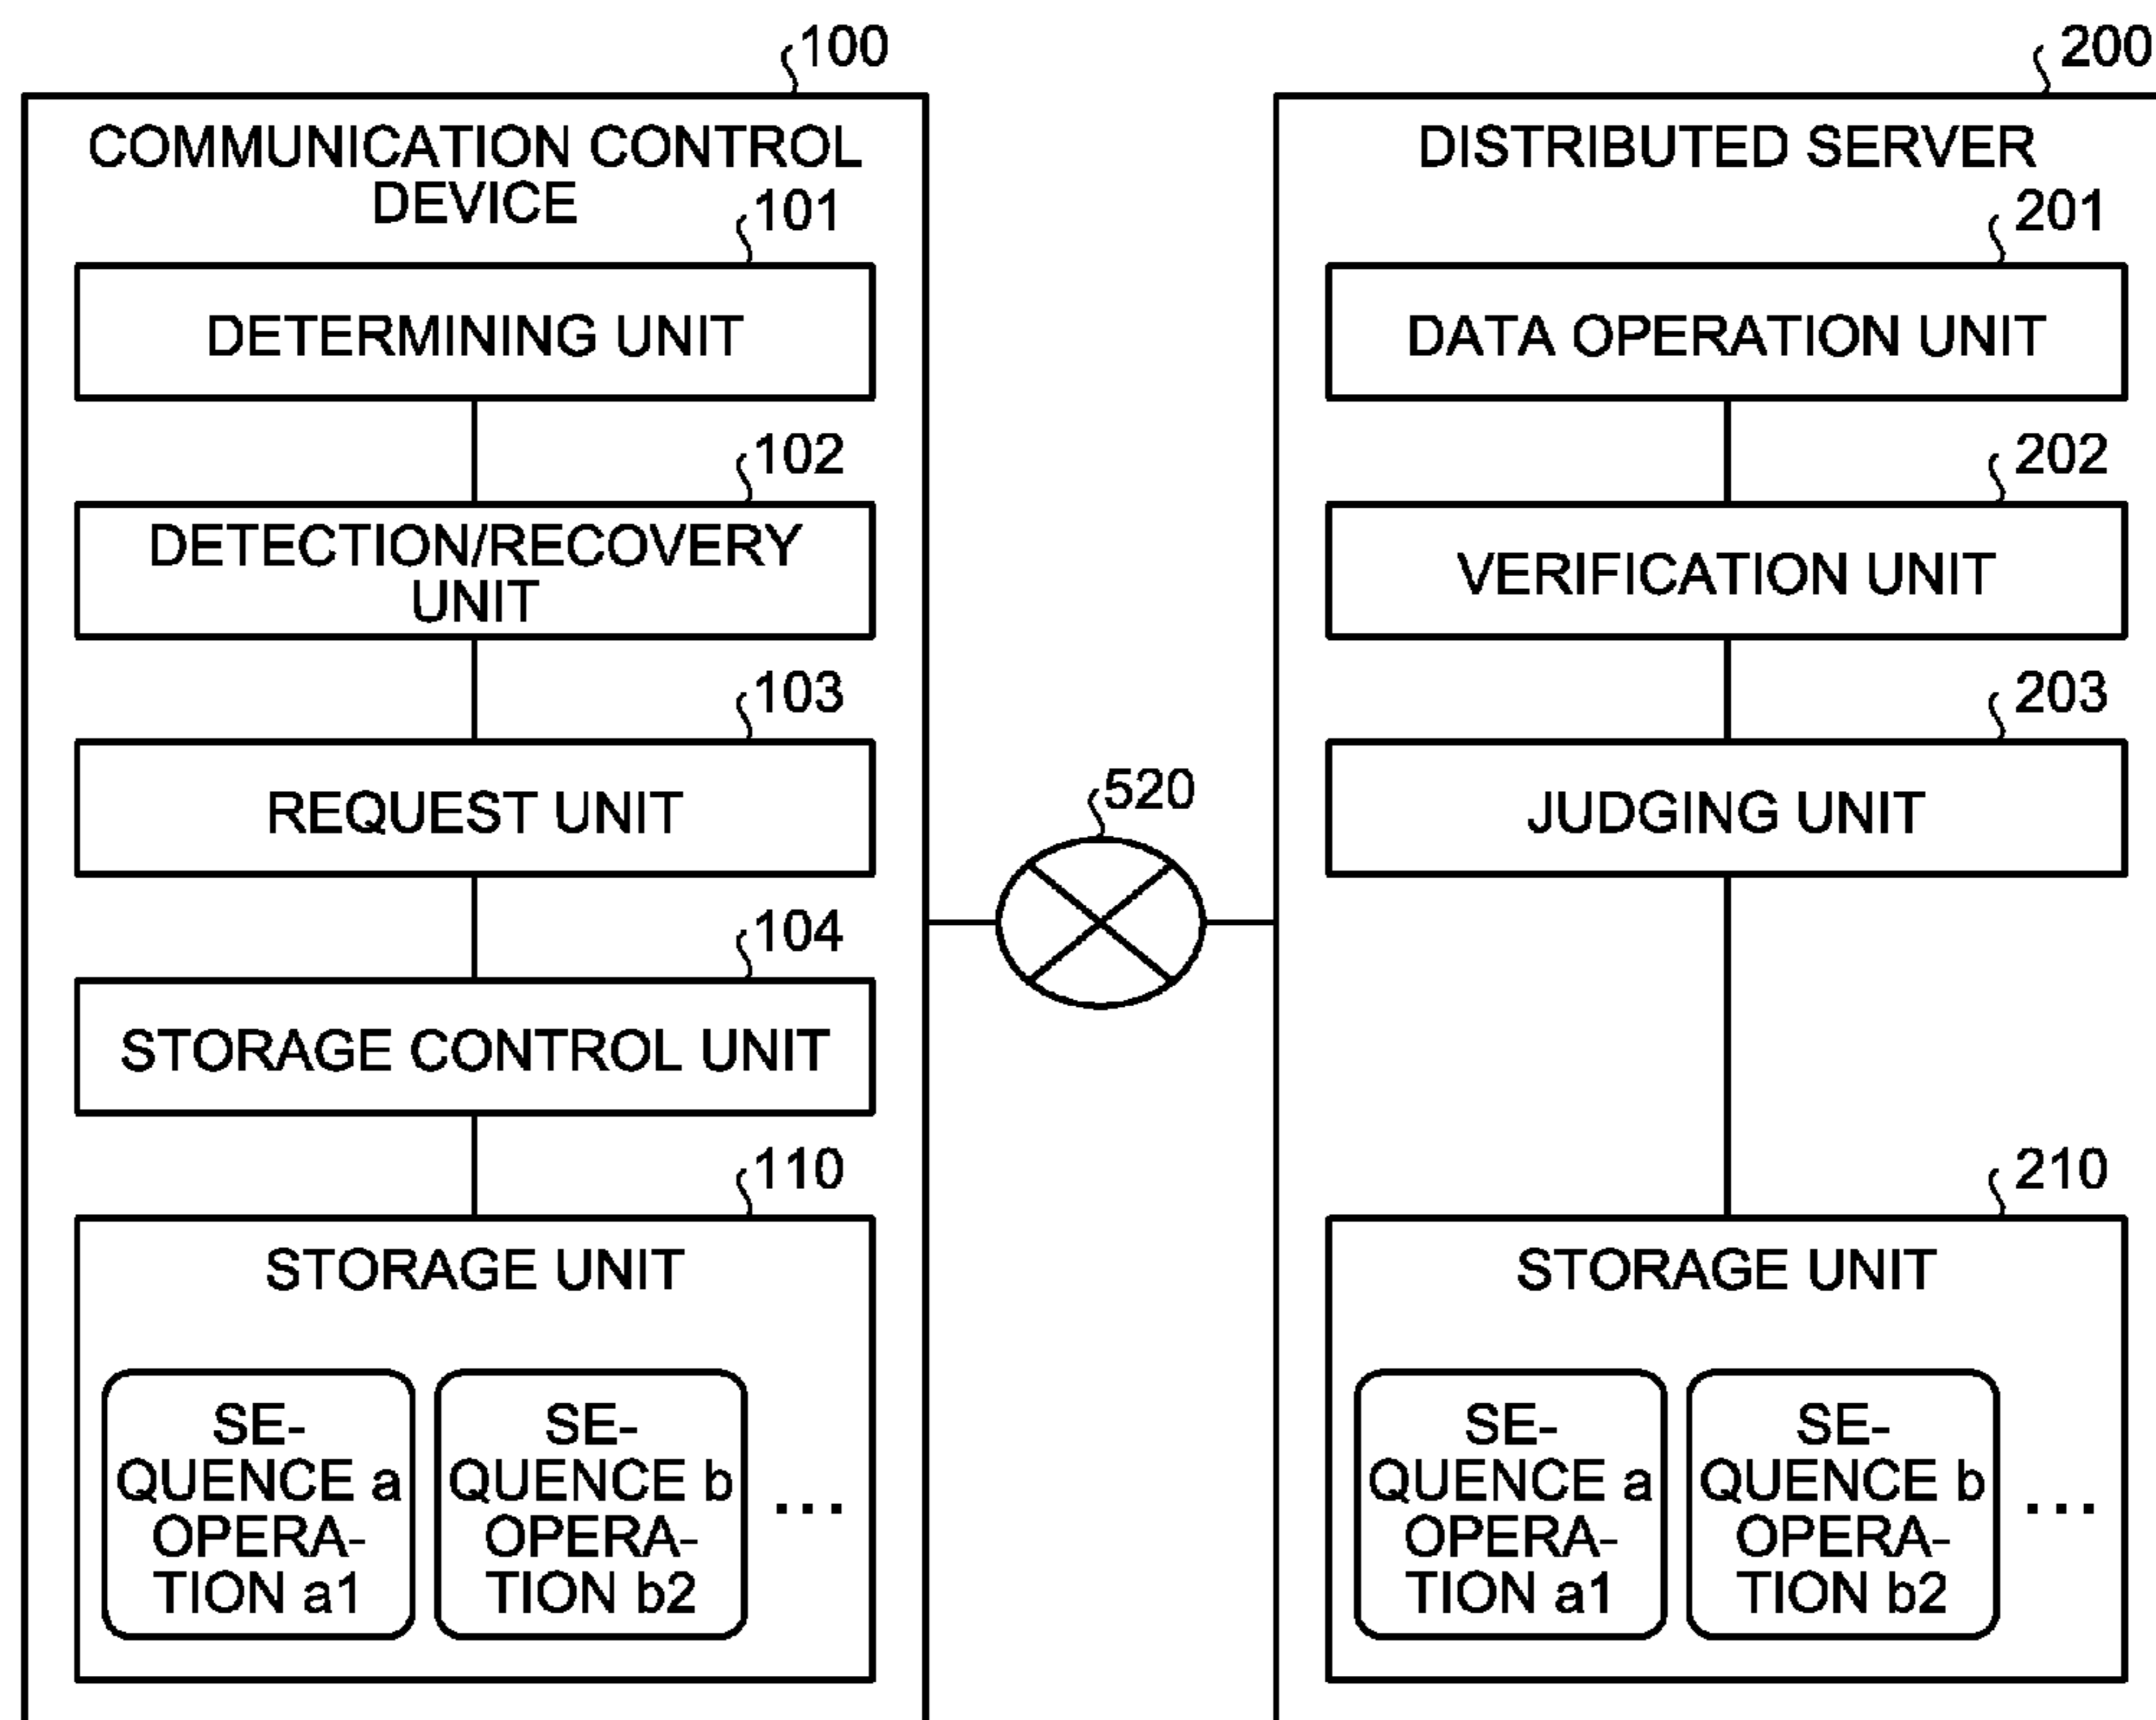 100
COMMUNICATION CONTROL
DEVICE
101
DETERMINING UNIT
102
DETECTION/RECOVERY
UNIT
103
REQUEST UNIT
104
STORAGE CONTROL UNIT
110
STORAGE UNIT
SE-
QUENCE a
OPERA-
TION a1
SE-
QUENCE b
OPERA-
TION b2
...
520
200
DISTRIBUTED SERVER
201
DATA OPERATION UNIT
202
VERIFICATION UNIT
203
JUDGING UNIT
210
STORAGE UNIT
SE-
QUENCE a
OPERA-
TION a1
SE-
QUENCE b
OPERA-
TION b2
...